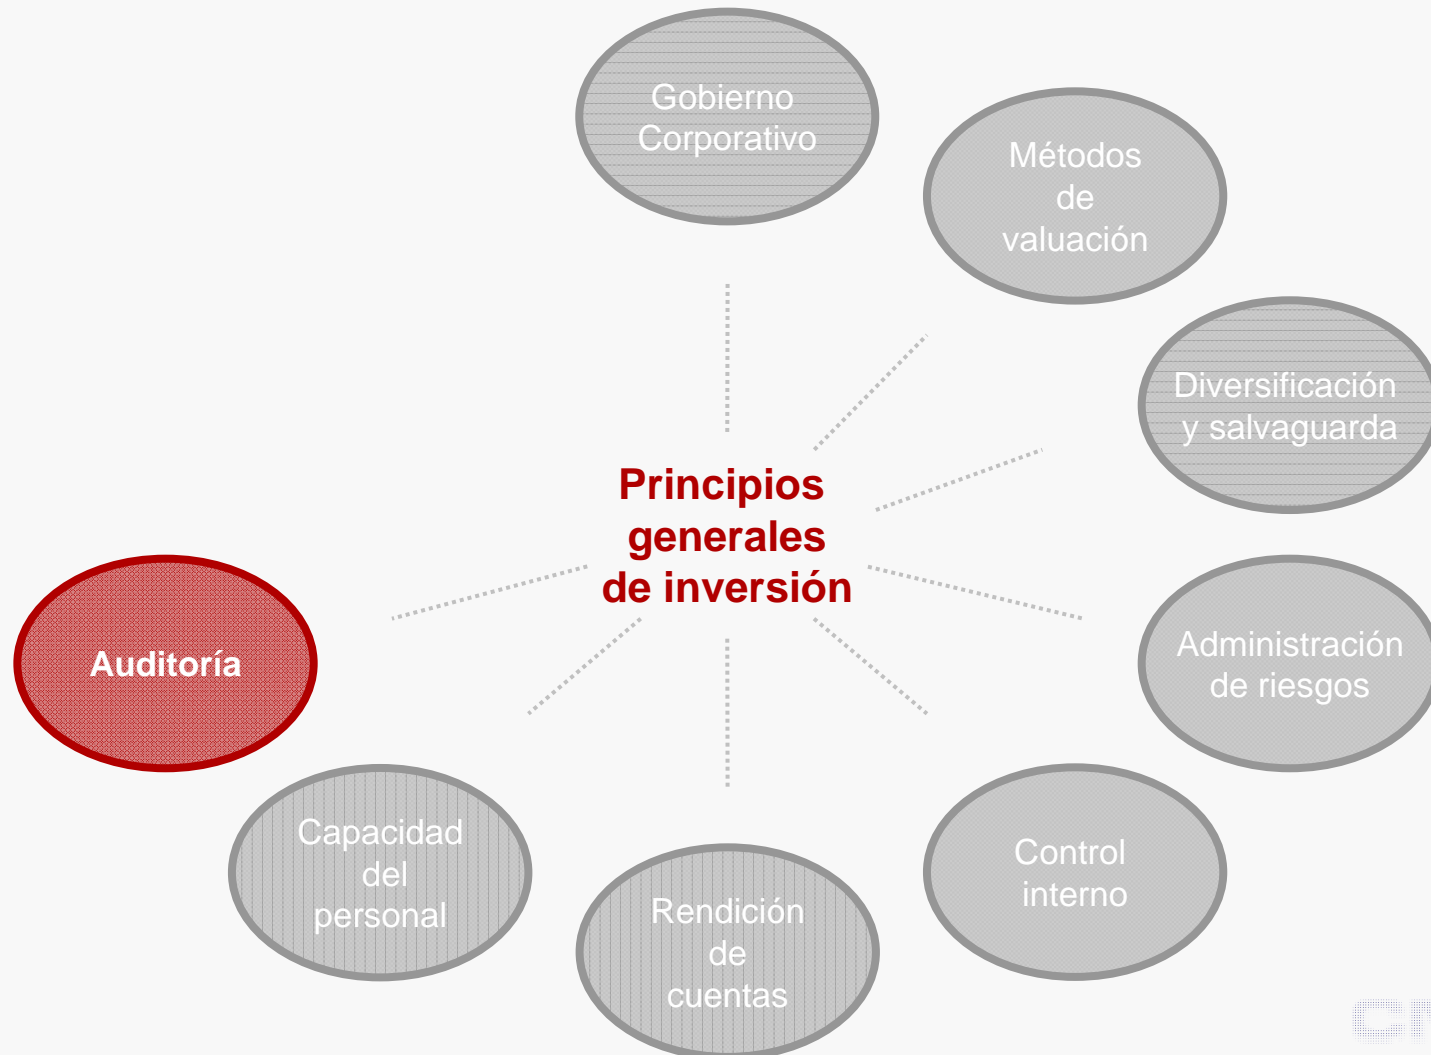 Gobierno
Corporativo
Métodos
de
valuación
Diversificación
y salvaguarda
Principios
generales
de inversión
Administración
de riesgos
Auditoría
Control
interno
Capacidad
del
personal
Rendición
de
cuentas